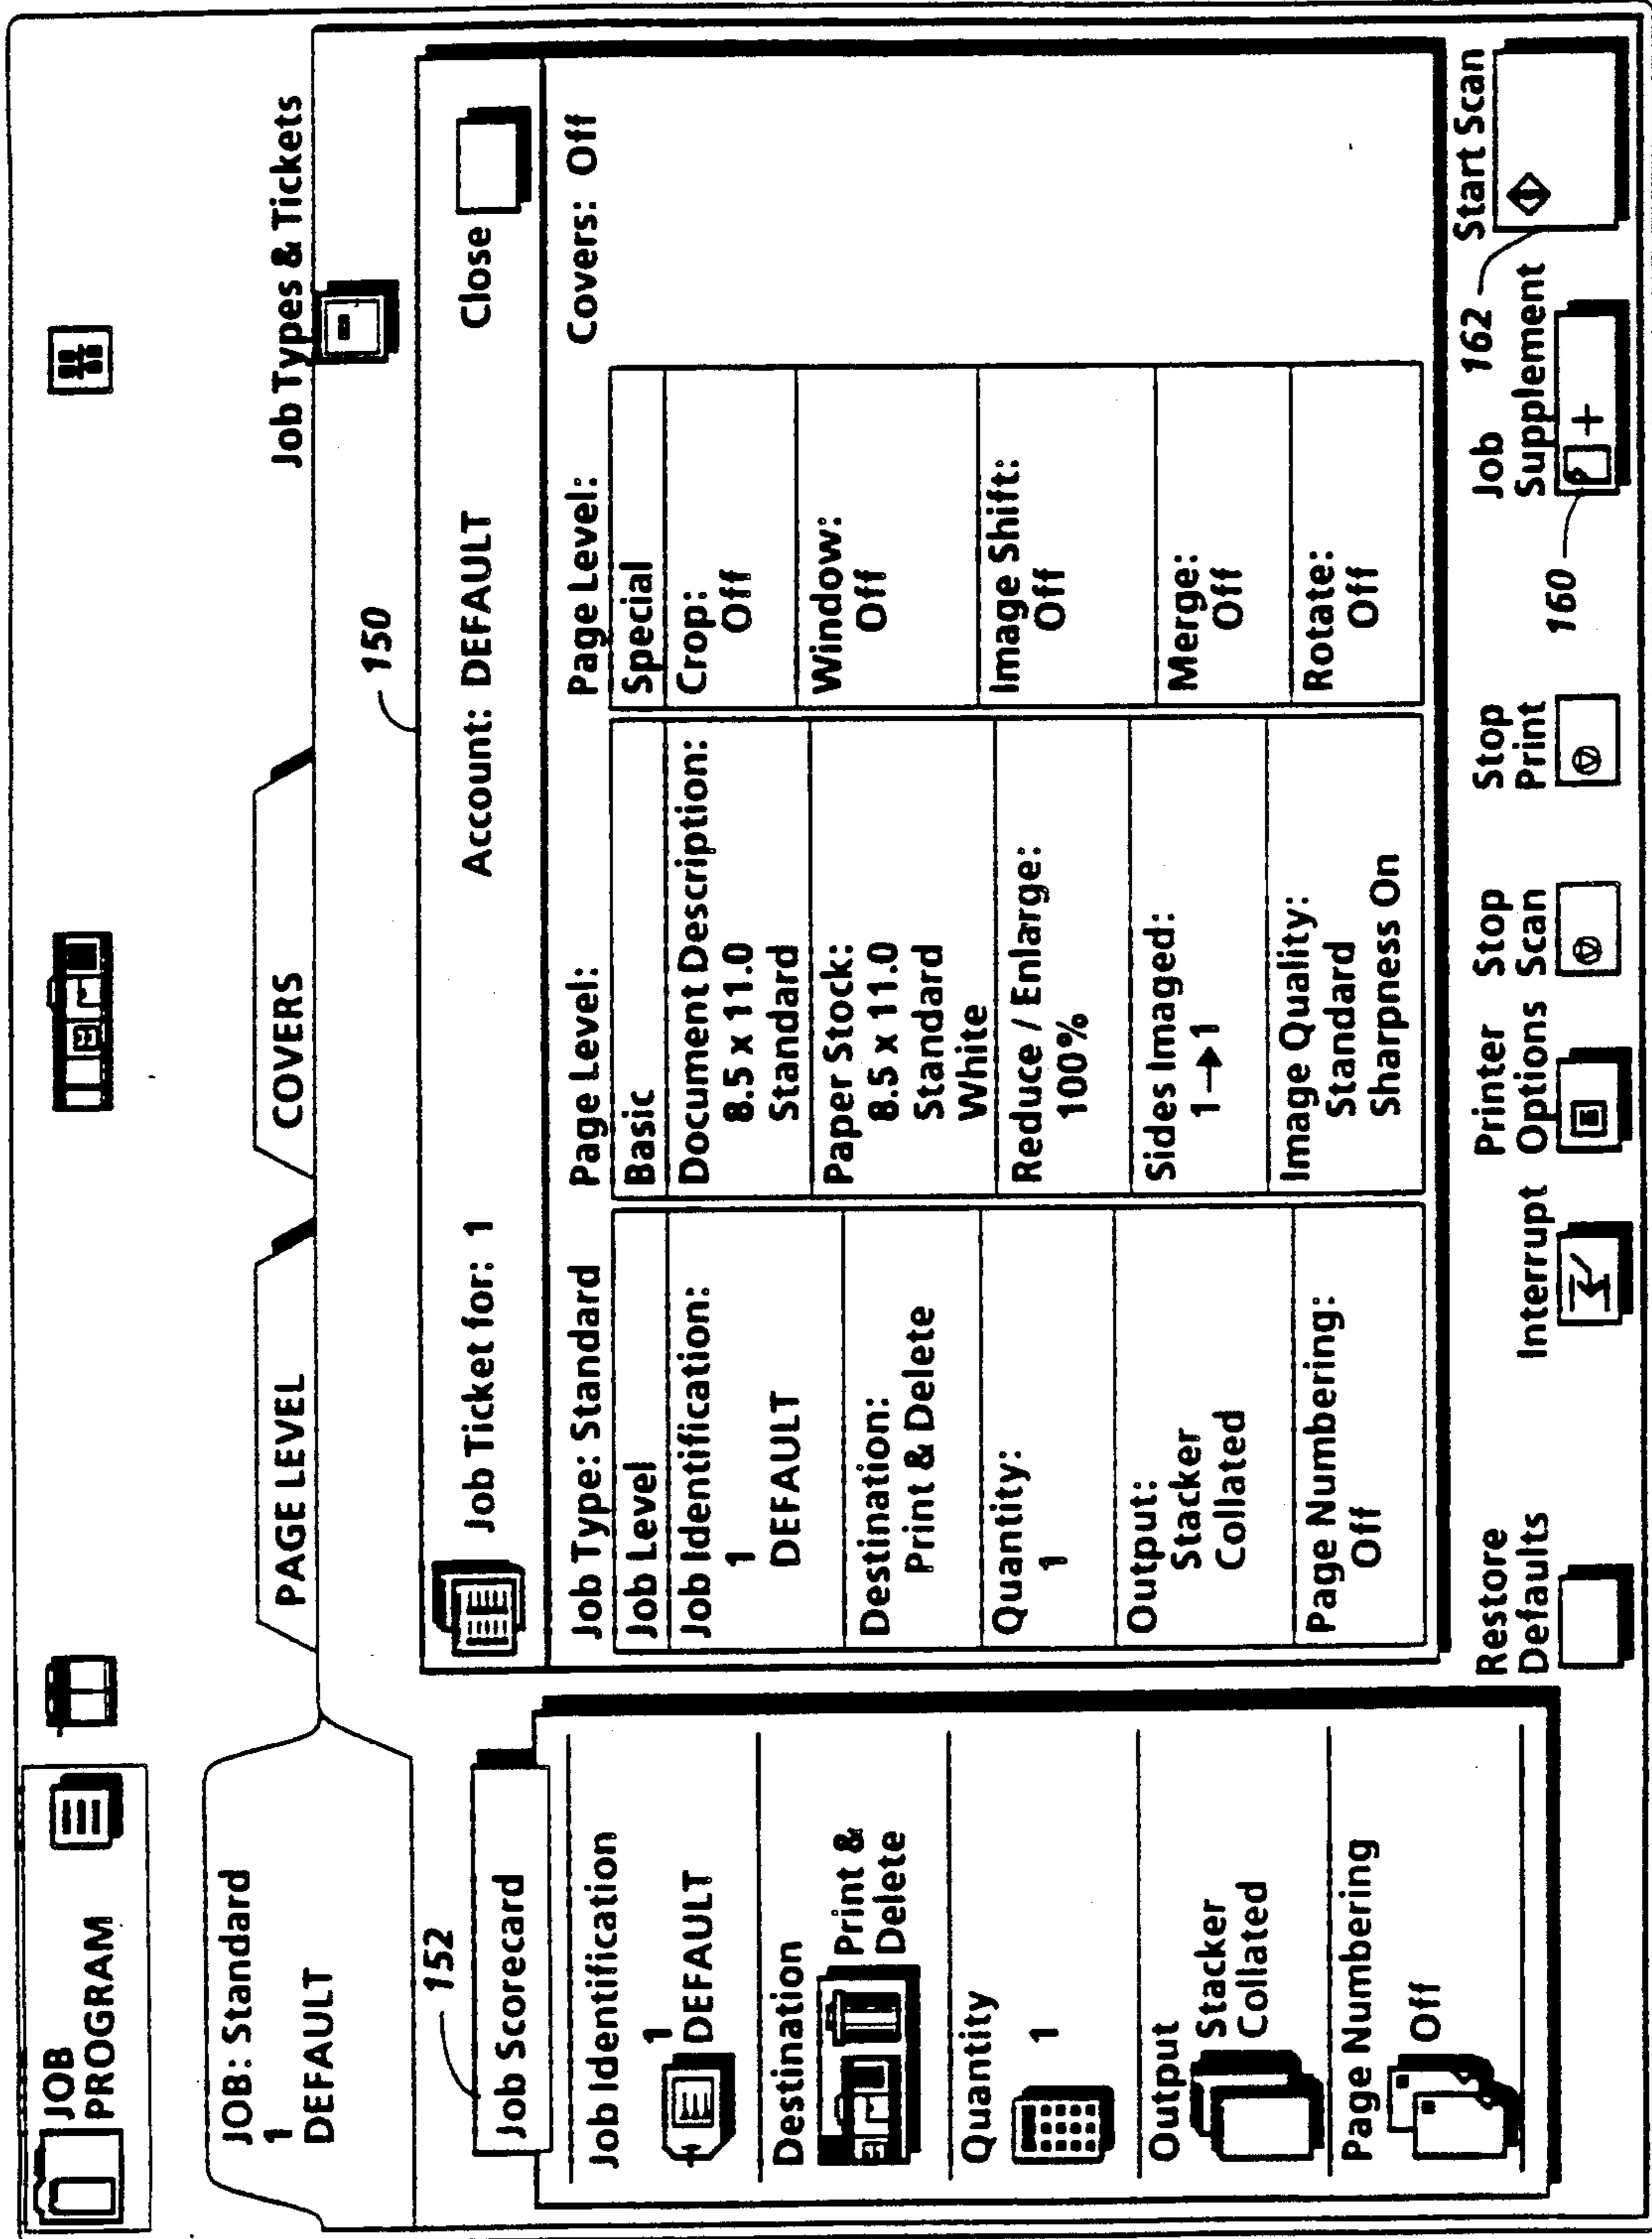 JOB
PROGRAM
JOB: Standard
1
DEFAULT
PAGE LEVEL
COVERS
Job Types & Tickets
152
150
Job Scorecard
Job Identification
1
DEFAULT
Destination
Print &
Delete
Quantity
1
Output
Stacker
Collated
Page Numbering
Off
Job Ticket for: 1
Account: DEFAULT
Close
Job Type: Standard
Job Level
Job Identification:
1
DEFAULT
Destination:
Print & Delete
Quantity:
1
Output:
Stacker
Collated
Page Numbering:
Off
Page Level:
Basic
Document Description:
8.5 x 11.0
Standard
Paper Stock:
8.5 x 11.0
Standard
White
Reduce / Enlarge:
100%
Sides Imaged:
1→1
Image Quality:
Standard
Sharpness On
Page Level:
Special
Crop:
Off
Window:
Off
Image Shift:
Off
Merge:
Off
Rotate:
Off
Covers: Off
Restore
Defaults
Interrupt
Printer
Options
Stop
Scan
Stop
Print
160
Job
Supplement
162
Start Scan